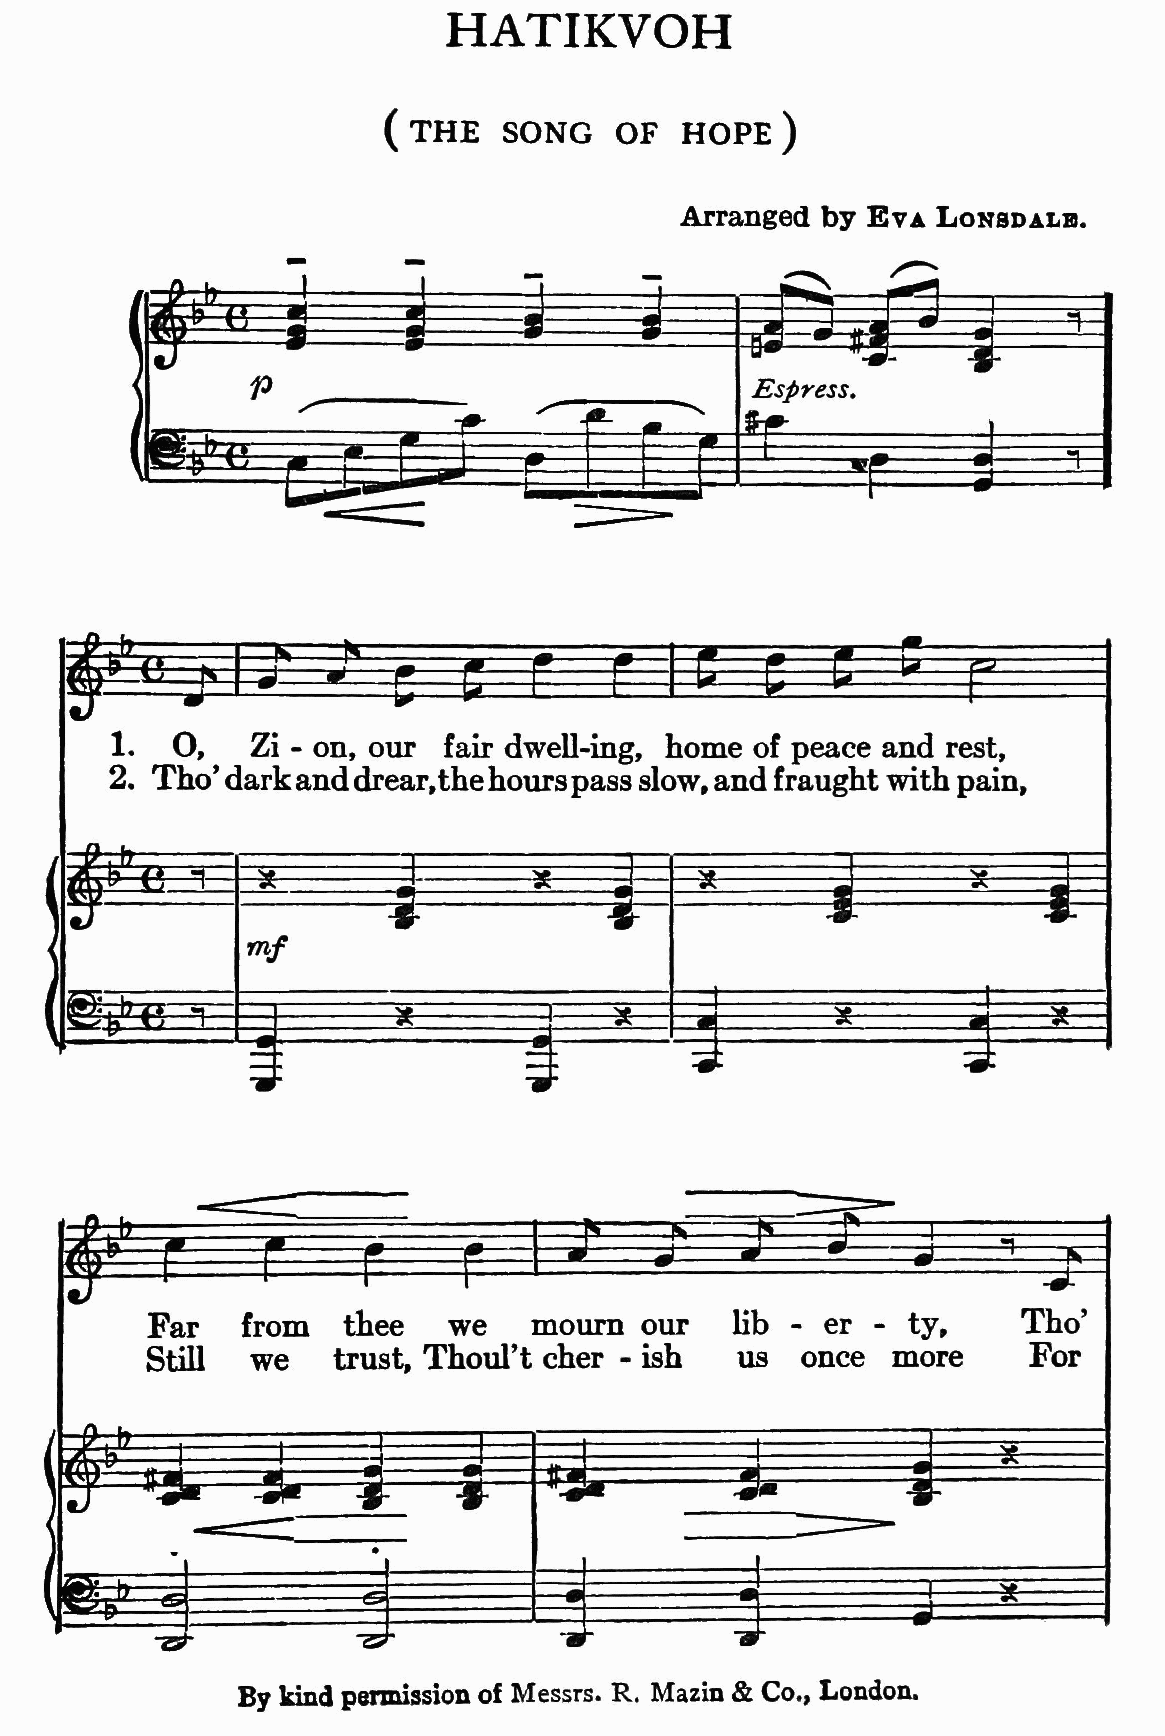 HATIKVOH
(THE SONG OF HOPE)
Arranged by EVA LONSDALE.
p
Espress.
1. O, Zi - on, our fair dwell-ing, home of peace and rest,
2. Tho' dark and drear, the hours pass slow, and fraught with pain,
mf
Far from thee we mourn our lib - er - ty, Tho'
Still we trust, Thoul't cher - ish us once more For
By kind permission of Messrs. R. Mazin & Co., London.